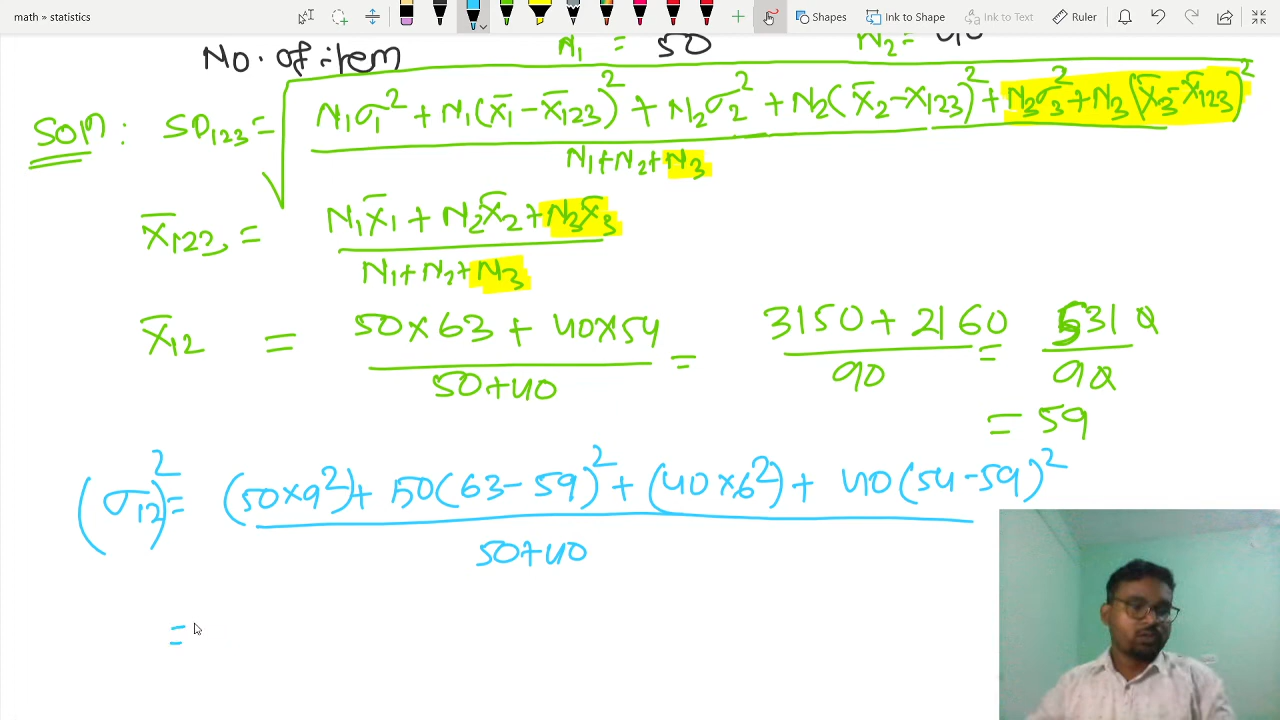 math » statistics
Shapes Ink to Shape Ink to Text Ruler
No. of item N₁ = 50 N₂ = 40
Soln : SD₁₂₃ = √ N₁σ₁² + N₁(x̄₁ - x̄₁₂₃)² + N₂σ₂² + N₂(x̄₂ - x₁₂₃)² + N₃σ₃² + N₃(x̄₃ - x̄₁₂₃)²
N₁+N₂+N₃
x̄₁₂₃ = N₁x̄₁ + N₂x̄₂ + N₃x̄₃
N₁+N₂+N₃
x̄₁₂ = 50×63 + 40×54 = 3150 + 2160 = 5310
50+40 90 90
= 59
(σ₁₂)² = (50×9²) + 50(63-59)² + (40×6²) + 40(54-59)²
50+40
=